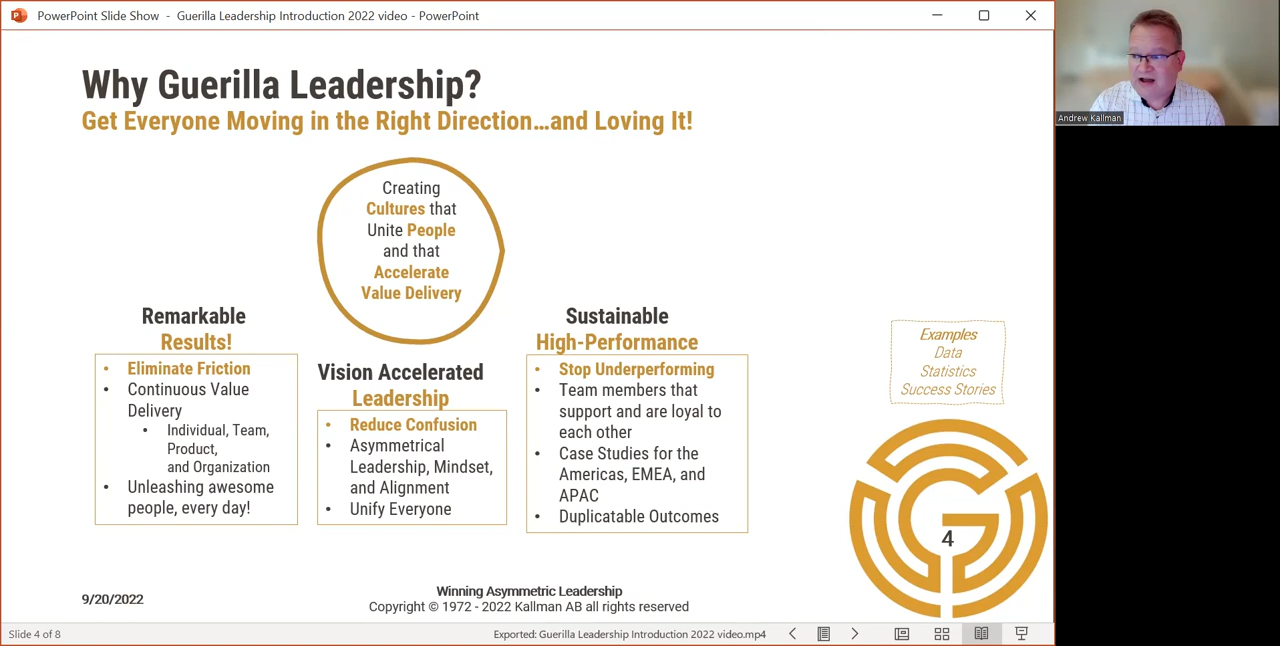 PowerPoint Slide Show - Guerilla Leadership Introduction 2022 video - PowerPoint
Andrew Kallman
Why Guerilla Leadership?
Get Everyone Moving in the Right Direction...and Loving It!
Creating
Cultures that
Unite People
and that
Accelerate
Value Delivery
Remarkable
Results!
• Eliminate Friction
• Continuous Value
Delivery
• Individual, Team,
Product,
and Organization
• Unleashing awesome
people, every day!
Vision Accelerated
Leadership
• Reduce Confusion
• Asymmetrical
Leadership, Mindset,
and Alignment
• Unify Everyone
Sustainable
High-Performance
• Stop Underperforming
• Team members that
support and are loyal to
each other
• Case Studies for the
Americas, EMEA, and
APAC
• Duplicatable Outcomes
Examples
Data
Statistics
Success Stories
4
9/20/2022
Winning Asymmetric Leadership
Copyright © 1972 - 2022 Kallman AB all rights reserved
Slide 4 of 8
Exported: Guerilla Leadership Introduction 2022 video.mp4